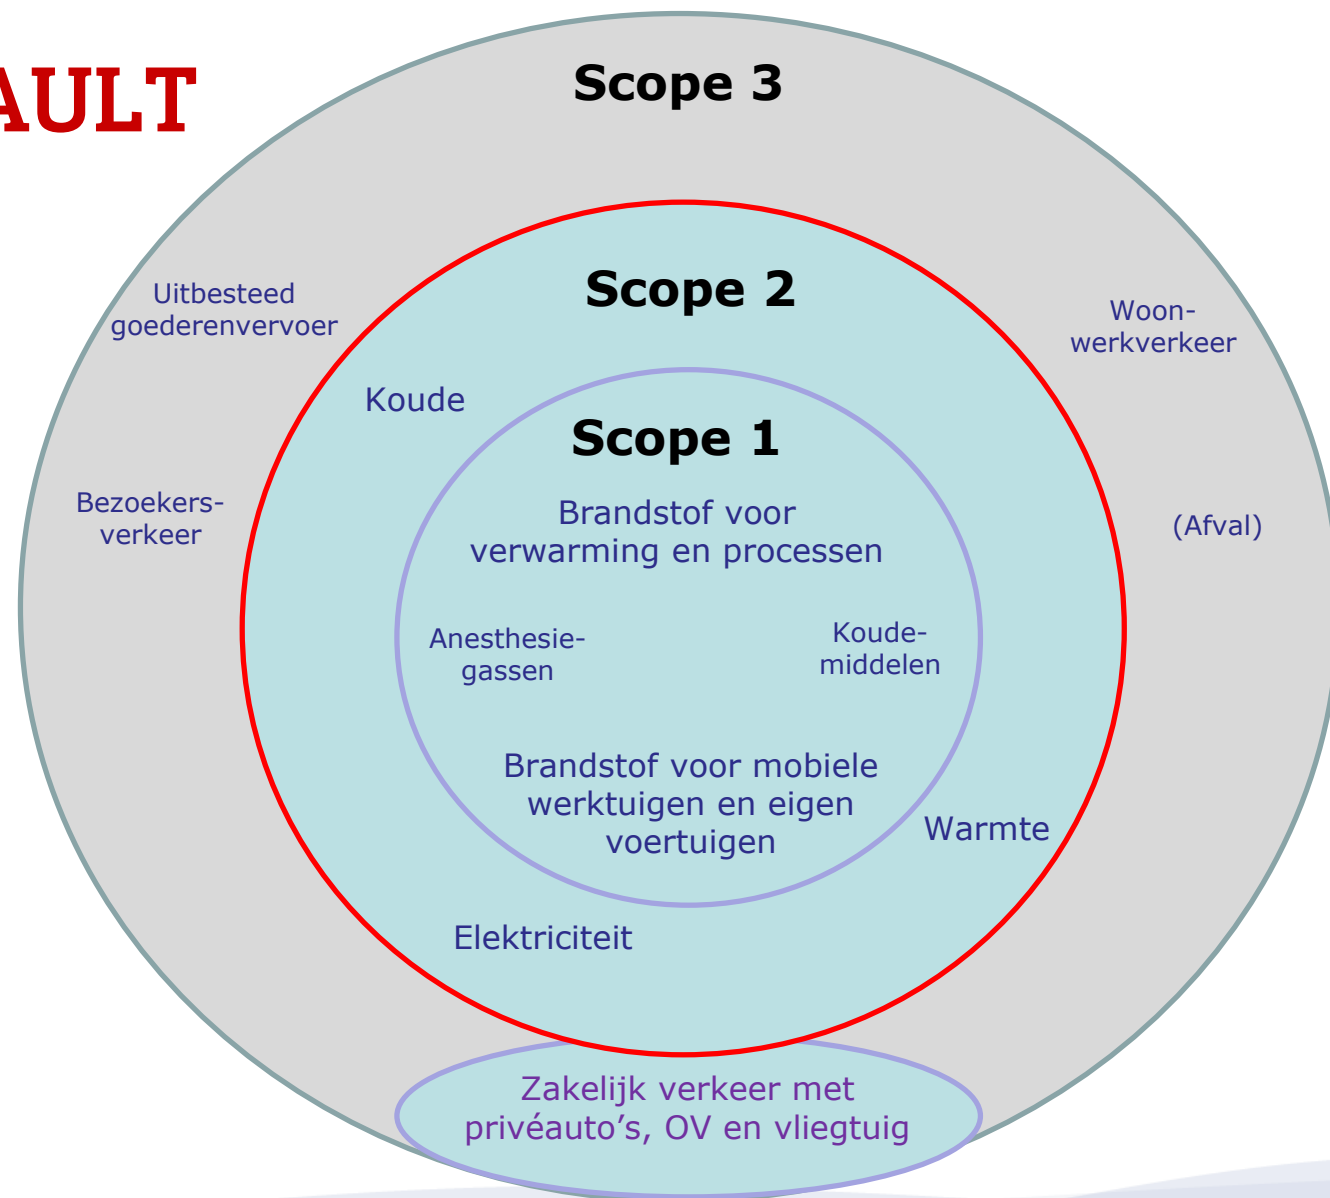 AULT
Scope 3
Scope 2
Uitbesteed
goederenvervoer
Woon-
werkverkeer
Koude
Scope 1
Bezoekers-
verkeer
Brandstof voor
verwarming en processen
(Afval)
Anesthesie-
gassen
Koude-
middelen
Brandstof voor mobiele
werktuigen en eigen
voertuigen
Warmte
Elektriciteit
Zakelijk verkeer met
privéauto’s, OV en vliegtuig